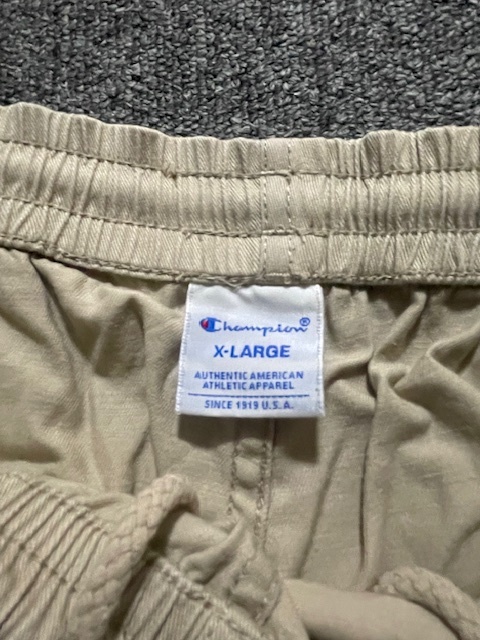 Champion®
X-LARGE
AUTHENTIC AMERICAN
ATHLETIC APPAREL
SINCE 1919 U.S.A.